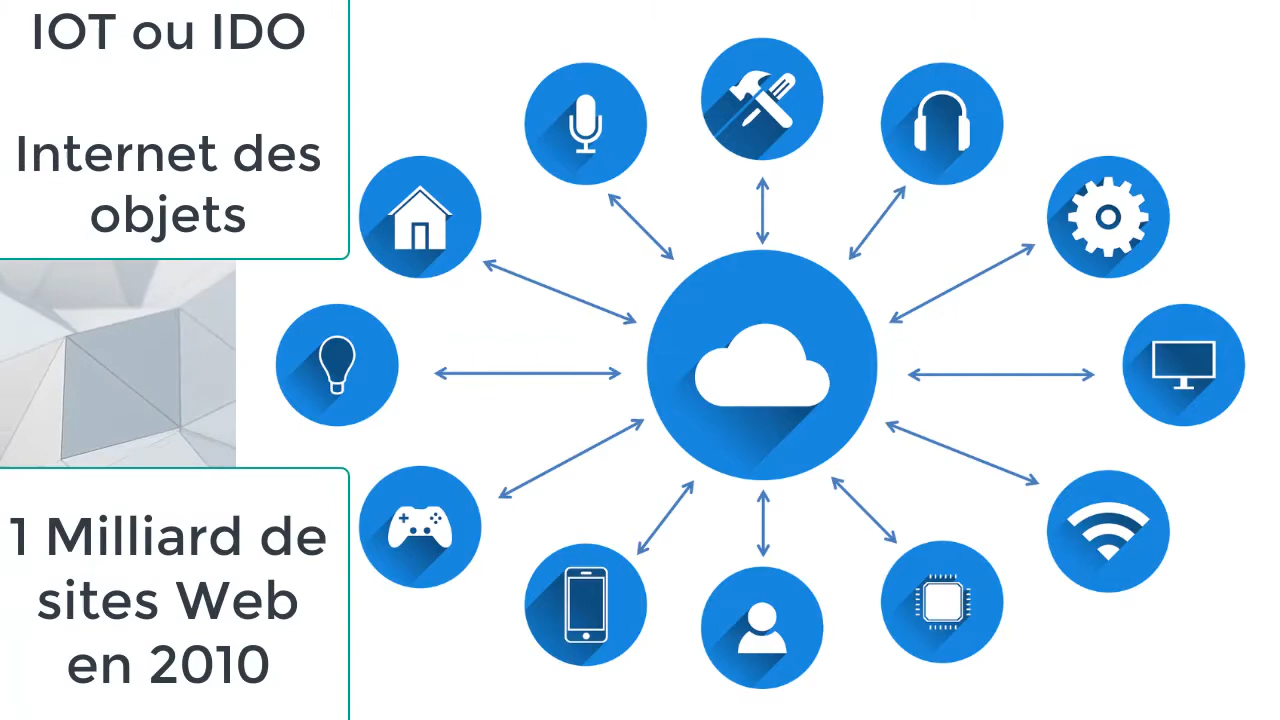 IOT ou IDO
Internet des
objets
1 Milliard de
sites Web
en 2010